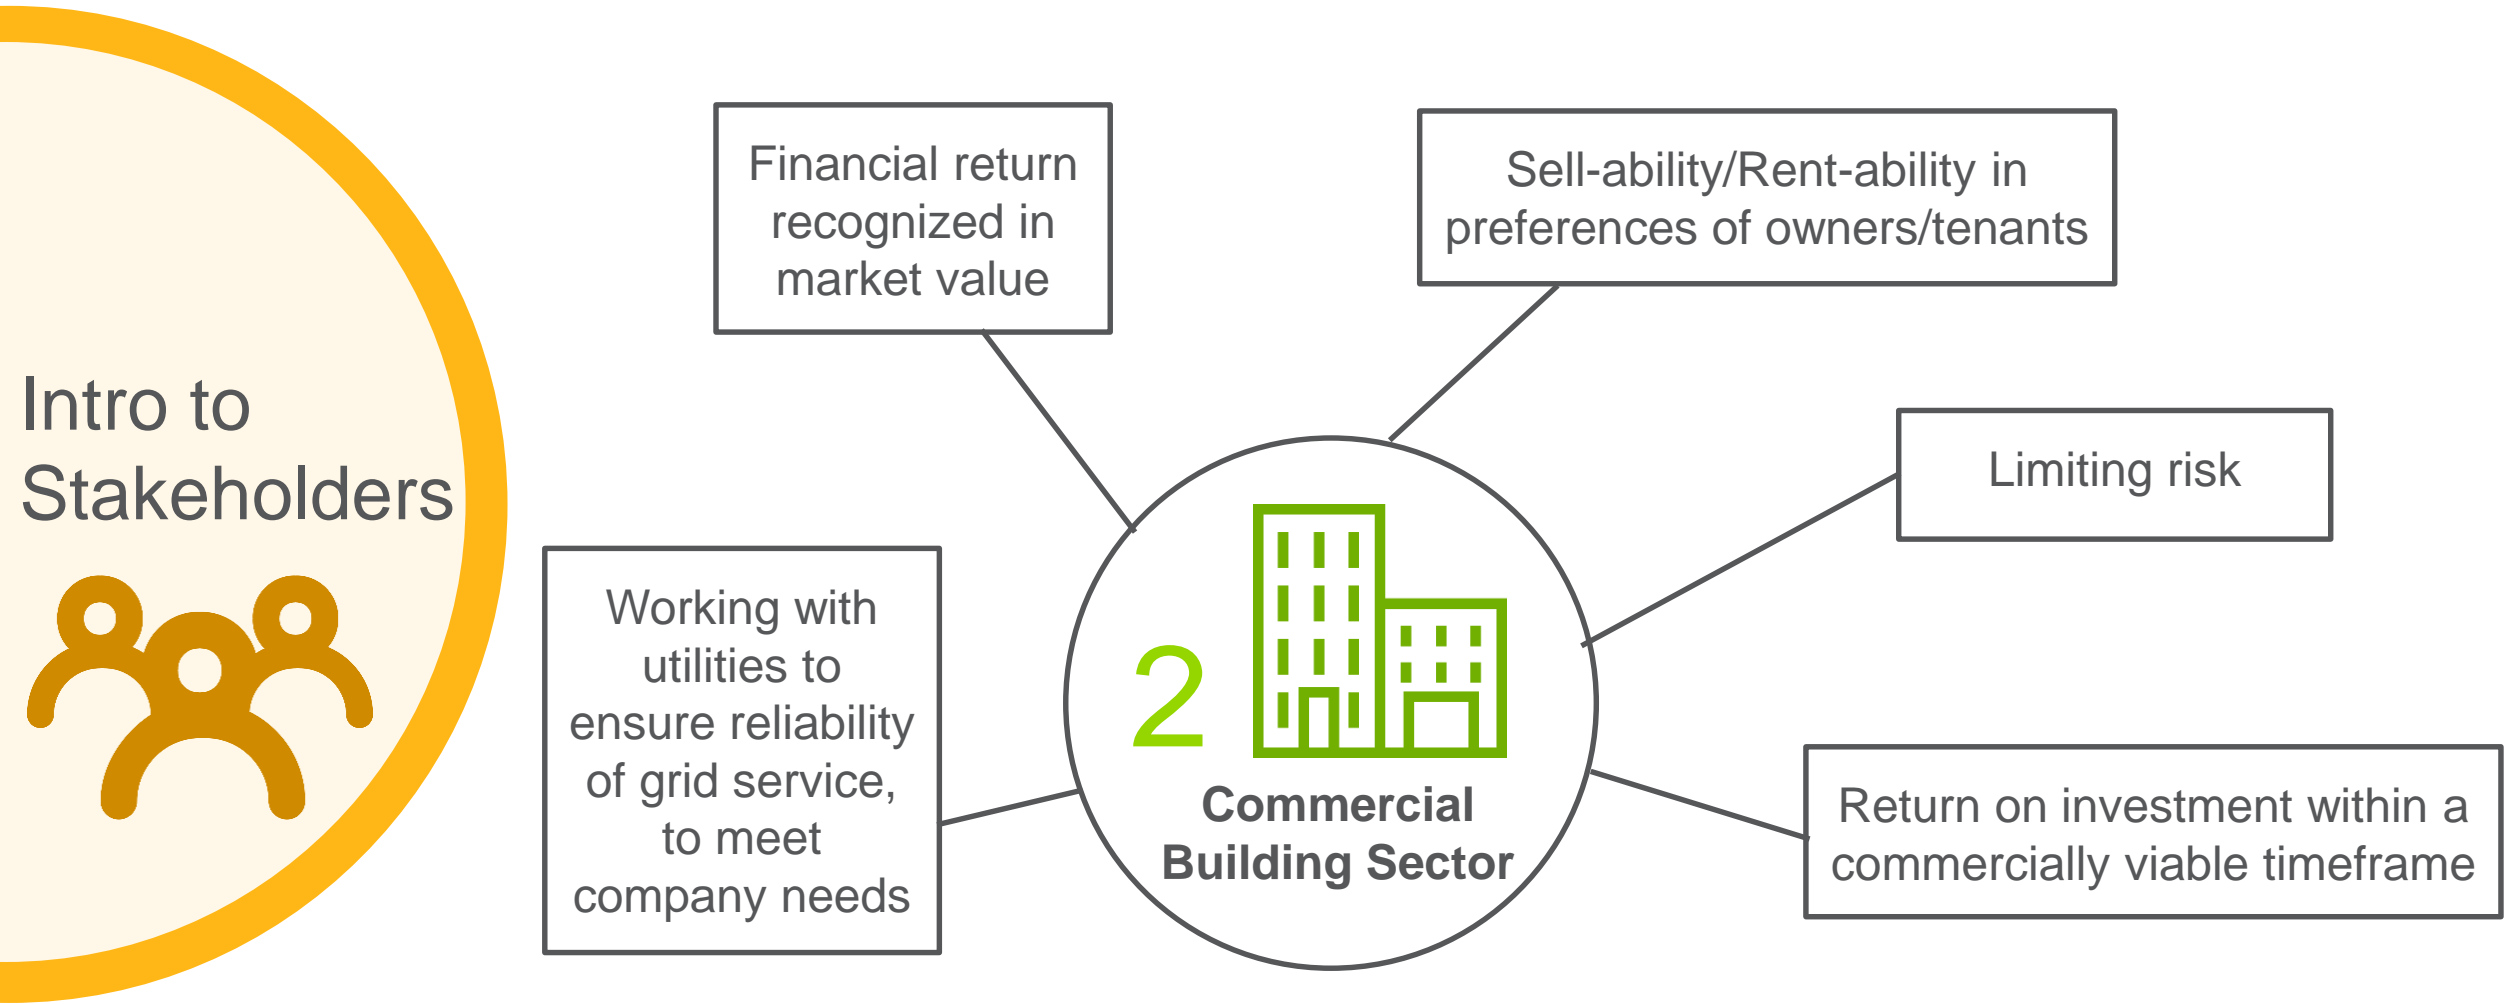 Intro to
Stakeholders
Financial return
recognized in
market value
Sell-ability/Rent-ability in
preferences of owners/tenants
Limiting risk
Working with
utilities to
ensure reliability
of grid service,
to meet
company needs
2
Commercial
Building Sector
Return on investment within a
commercially viable timeframe